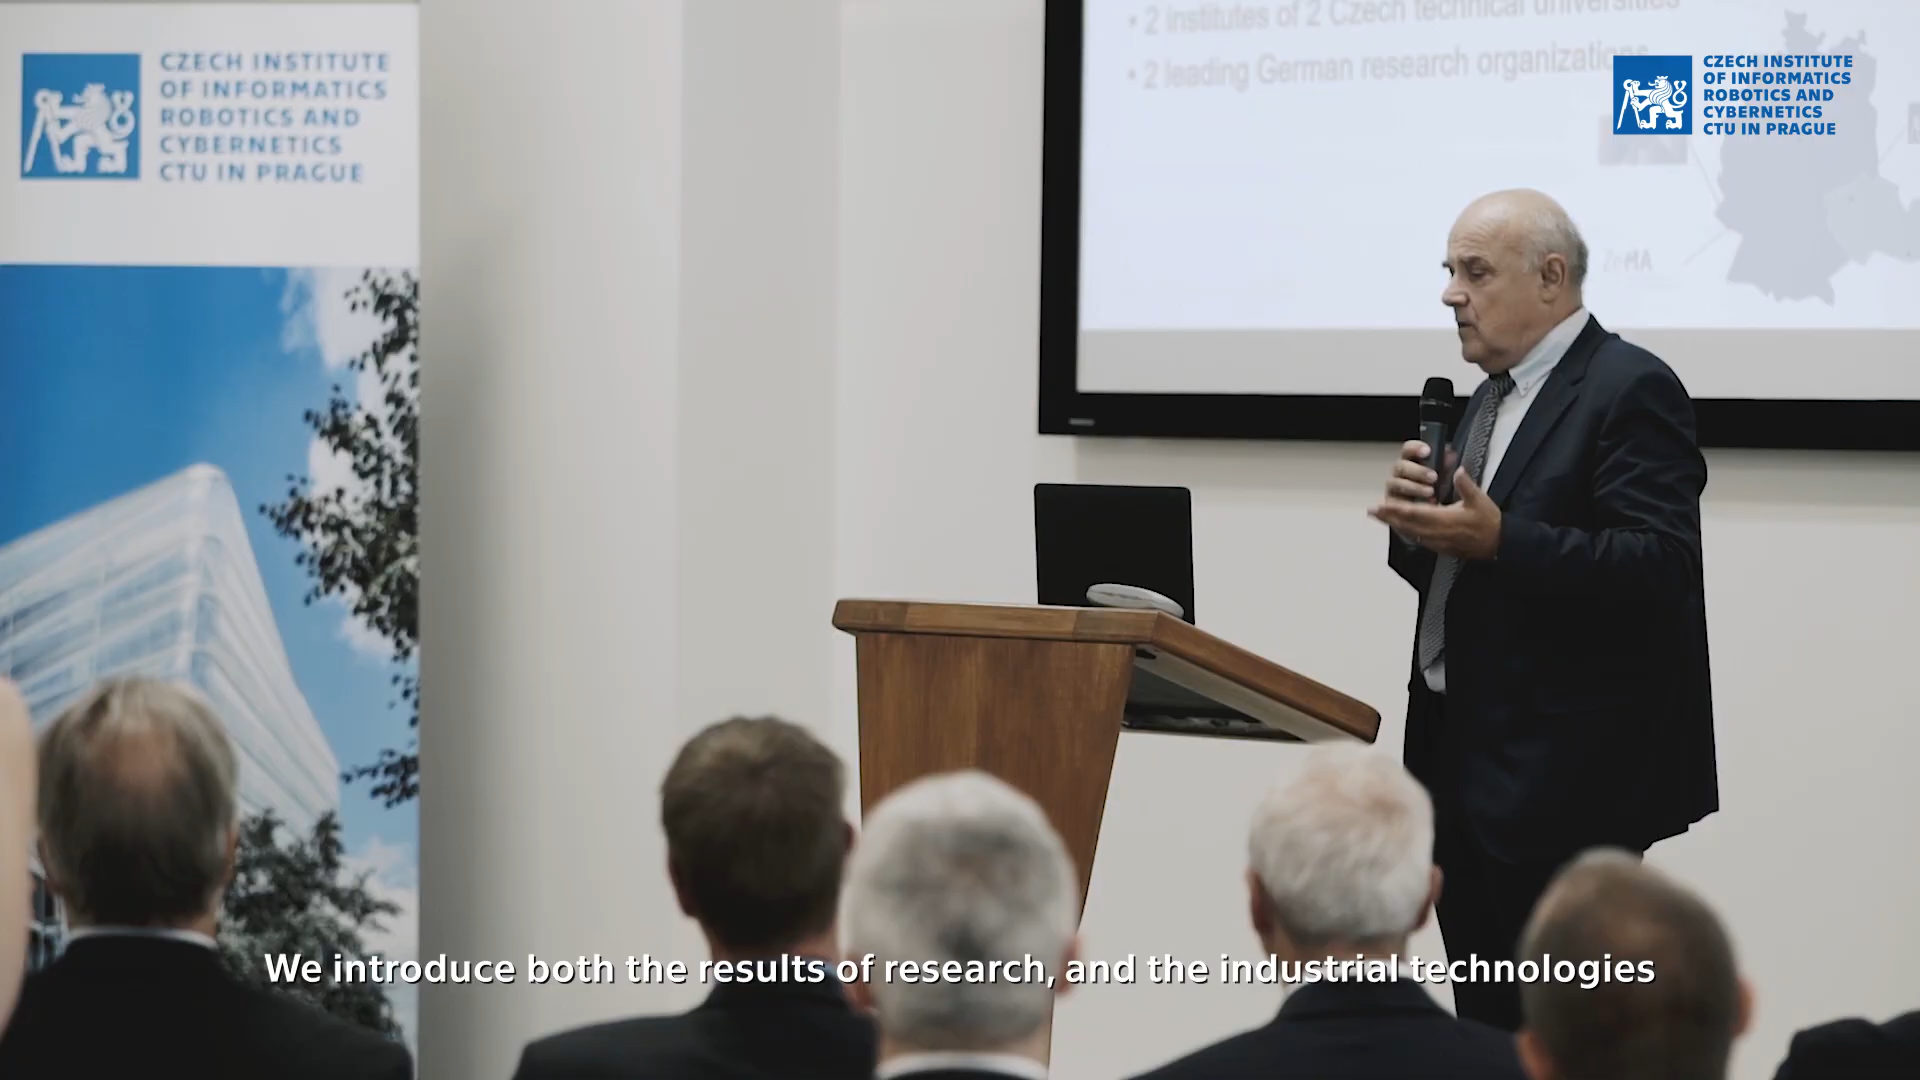 CZECH INSTITUTE
OF INFORMATICS
ROBOTICS AND
CYBERNETICS
CTU IN PRAGUE
• 2 institutes of 2 Czech technical universities
• 2 leading German research organizations
ZeMA
CZECH INSTITUTE
OF INFORMATICS
ROBOTICS AND
CYBERNETICS
CTU IN PRAGUE
We introduce both the results of research, and the industrial technologies